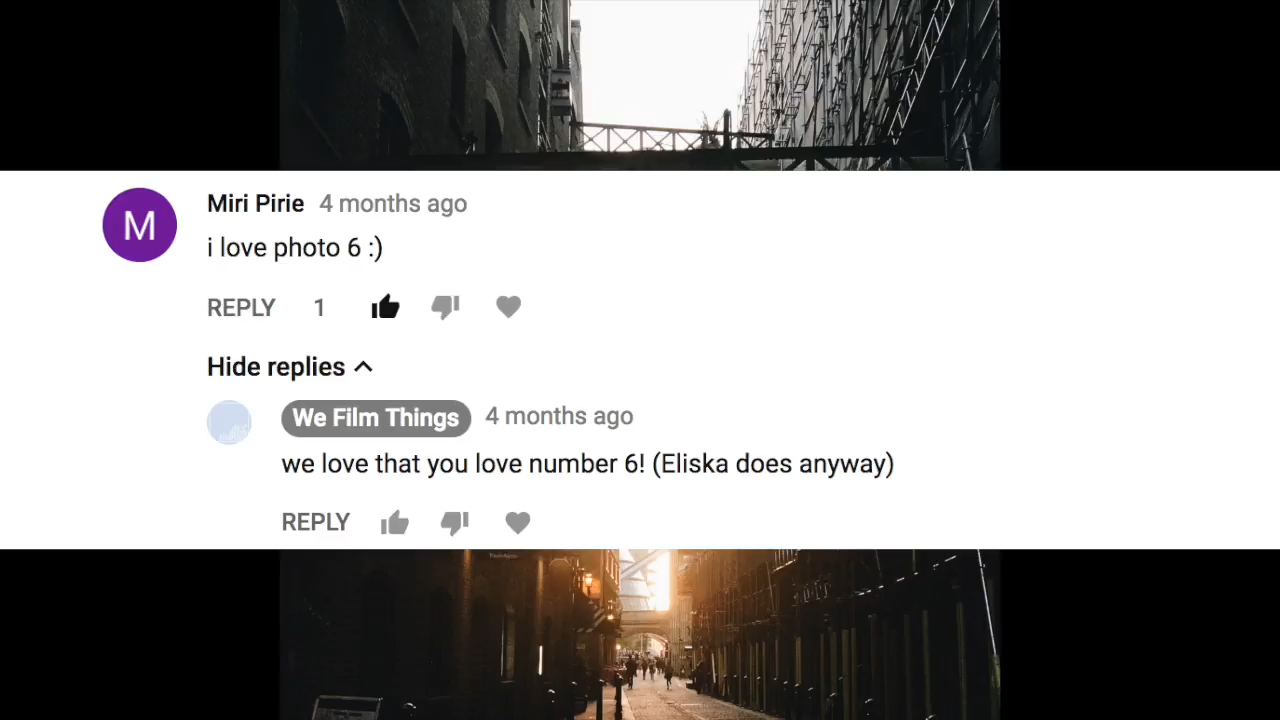 M
Miri Pirie 4 months ago
i love photo 6 :)
REPLY 1
Hide replies
We Film Things 4 months ago
we love that you love number 6! (Eliska does anyway)
REPLY